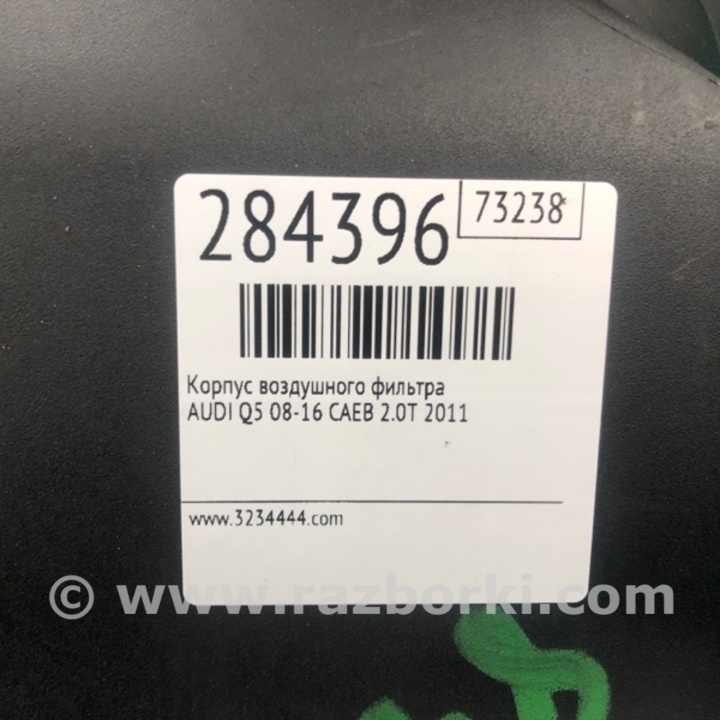 284396
73238
Корпус воздушного фильтра
AUDI Q5 08-16 CAEB 2.0T 2011
www.3234444.com
© www.razborki.com